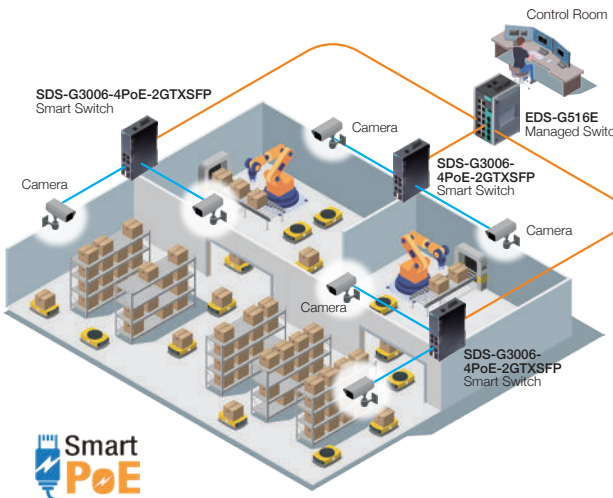 Control Room
SDS-G3006-4PoE-2GTXSFP
Smart Switch
EDS-G516E
Managed Switc
Camera
SDS-G3006-
4PoE-2GTXSFP
Smart Switch
Camera
Camera
Camera
SDS-G3006-
4PoE-2GTXSFP
Smart Switch
Smart
PoE